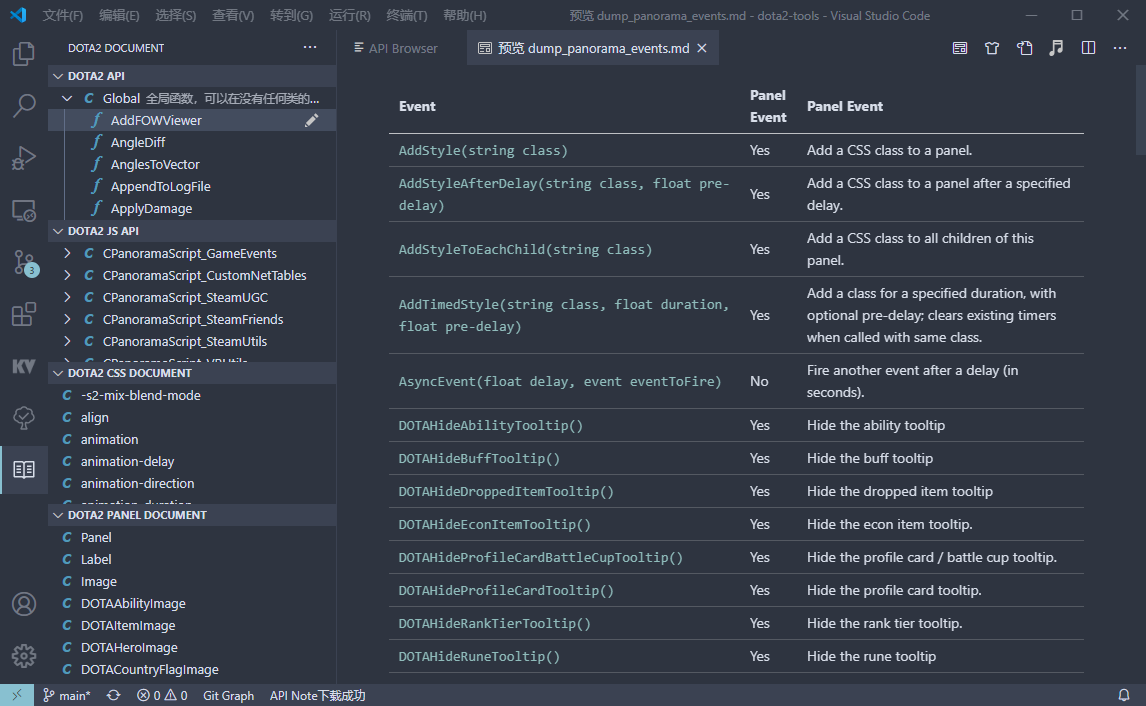 文件(F) 编辑(E) 选择(S) 查看(V) 转到(G) 运行(R) 终端(T) 帮助(H) 预览 dump_panorama_events.md - dota2-tools - Visual Studio Code
DOTA2 DOCUMENT
DOTA2 API
Global 全局函数，可以在没有任何类的...
AddFOWViewer
AngleDiff
AnglesToVector
AppendToLogFile
ApplyDamage
DOTA2 JS API
CPanoramaScript_GameEvents
CPanoramaScript_CustomNetTables
CPanoramaScript_SteamUGC
CPanoramaScript_SteamFriends
CPanoramaScript_SteamUtils
DOTA2 CSS DOCUMENT
-s2-mix-blend-mode
align
animation
animation-delay
animation-direction
animation-duration
DOTA2 PANEL DOCUMENT
Panel
Label
Image
DOTAAbilityImage
DOTAItemImage
DOTAHeroImage
DOTACountryFlagImage
3
KV
API Browser
预览 dump_panorama_events.md
Event
Panel
Event
Panel Event
AddStyle(string class)
Yes
Add a CSS class to a panel.
AddStyleAfterDelay(string class, float pre-
delay)
Yes
Add a CSS class to a panel after a specified
delay.
AddStyleToEachChild(string class)
Yes
Add a CSS class to all children of this
panel.
AddTimedStyle(string class, float duration,
float pre-delay)
Yes
Add a class for a specified duration, with
optional pre-delay; clears existing timers
when called with same class.
AsyncEvent(float delay, event eventToFire)
No
Fire another event after a delay (in
seconds).
DOTAHideAbilityTooltip()
Yes
Hide the ability tooltip
DOTAHideBuffTooltip()
Yes
Hide the buff tooltip
DOTAHideDroppedItemTooltip()
Yes
Hide the dropped item tooltip
DOTAHideEconItemTooltip()
Yes
Hide the econ item tooltip.
DOTAHideProfileCardBattleCupTooltip()
Yes
Hide the profile card / battle cup tooltip.
DOTAHideProfileCardTooltip()
Yes
Hide the profile card tooltip.
DOTAHideRankTierTooltip()
Yes
Hide the rank tier tooltip.
DOTAHideRuneTooltip()
Yes
Hide the rune tooltip
main* 0 0 Git Graph API Note下载成功